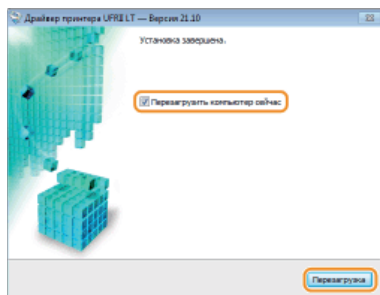 Драйвер принтера UFRII LT — Версия 21.10
Установка завершена.
Перезагрузить компьютер сейчас
Перезагрузка